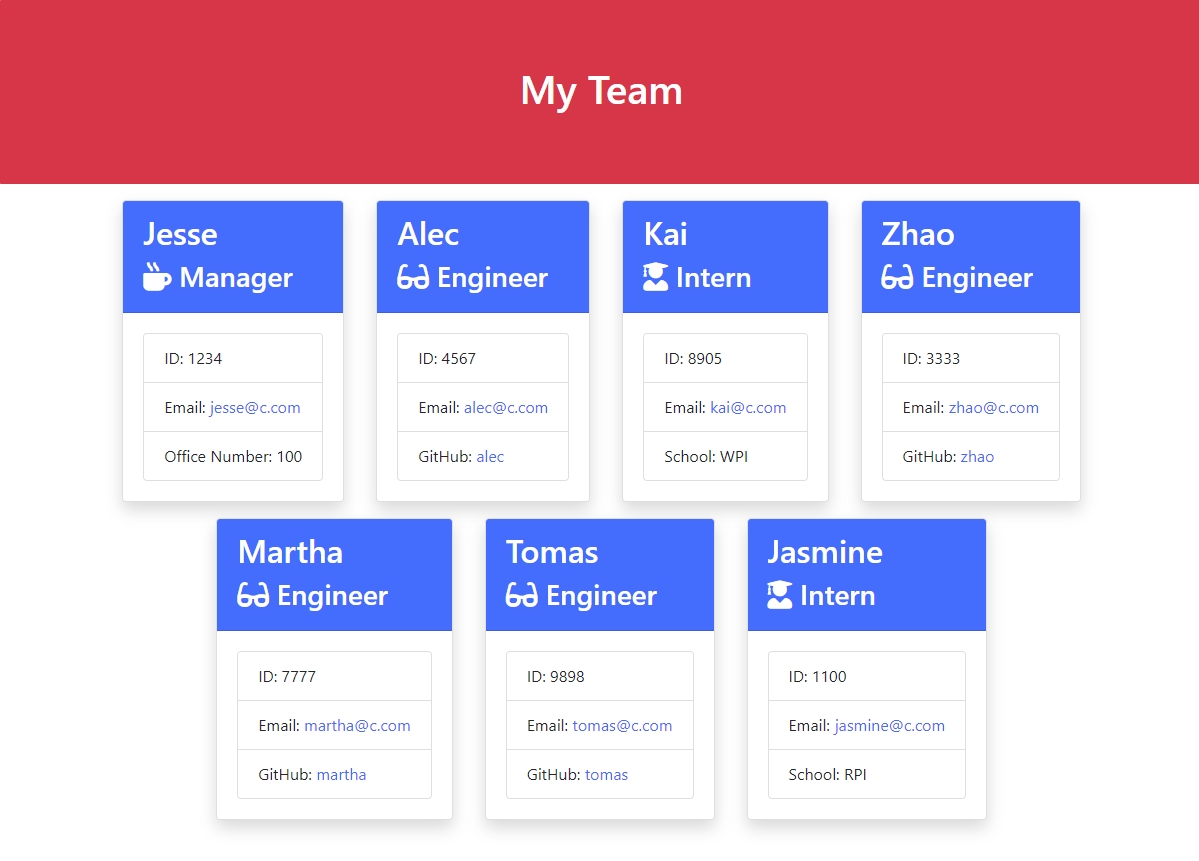 My Team
Jesse
Manager
ID: 1234
Email: jesse@c.com
Office Number: 100
Alec
Engineer
ID: 4567
Email: alec@c.com
GitHub: alec
Kai
Intern
ID: 8905
Email: kai@c.com
School: WPI
Zhao
Engineer
ID: 3333
Email: zhao@c.com
GitHub: zhao
Martha
Engineer
ID: 7777
Email: martha@c.com
GitHub: martha
Tomas
Engineer
ID: 9898
Email: tomas@c.com
GitHub: tomas
Jasmine
Intern
ID: 1100
Email: jasmine@c.com
School: RPI